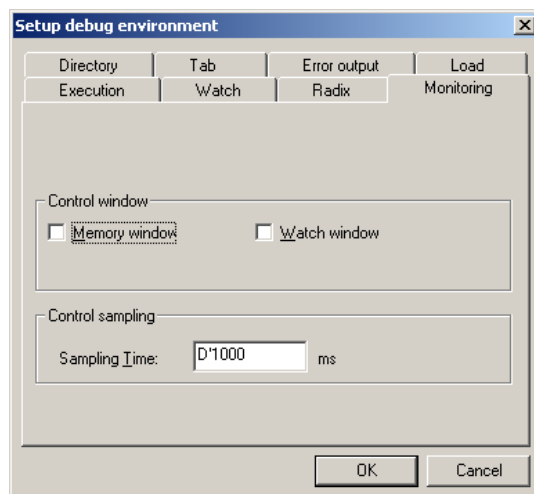 Setup debug environment
Directory Tab Error output Load
Execution Watch Radix Monitoring
Control window
Memory window Watch window
Control sampling
Sampling Time: D'1000 ms
OK Cancel